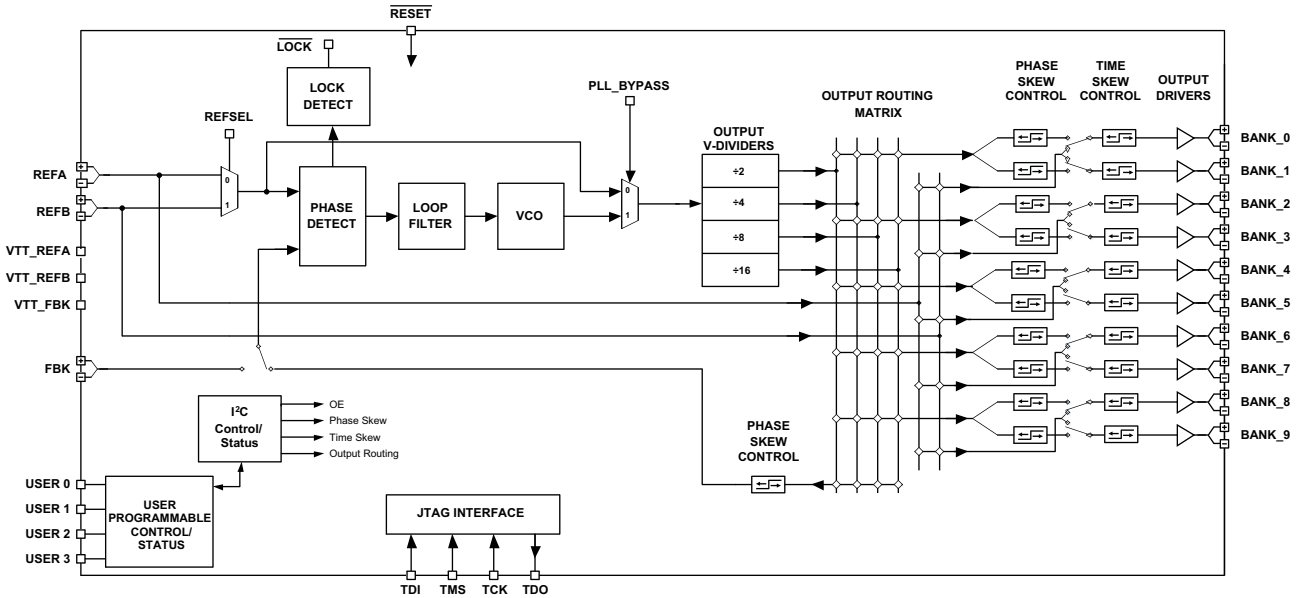 RESET
LOCK
LOCK
DETECT
REFSEL
PLL_BYPASS
OUTPUT
V-DIVIDERS
OUTPUT ROUTING
MATRIX
PHASE
SKEW
CONTROL
TIME
SKEW
CONTROL
OUTPUT
DRIVERS
REFA
REFB
VTT_REFA
VTT_REFB
VTT_FBK
FBK
0
1
PHASE
DETECT
LOOP
FILTER
VCO
0
1
÷2
÷4
÷8
÷16
BANK_0
BANK_1
BANK_2
BANK_3
BANK_4
BANK_5
BANK_6
BANK_7
BANK_8
BANK_9
PHASE
SKEW
CONTROL
I²C
Control/
Status
OE
Phase Skew
Time Skew
Output Routing
USER 0
USER 1
USER 2
USER 3
USER
PROGRAMMABLE
CONTROL/
STATUS
JTAG INTERFACE
TDI
TMS
TCK
TDO